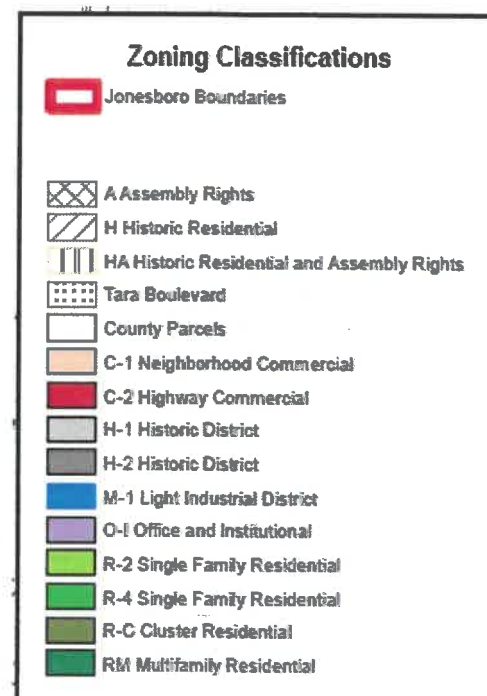 Zoning Classifications
Jonesboro Boundaries
A Assembly Rights
H Historic Residential
HA Historic Residential and Assembly Rights
Tara Boulevard
County Parcels
C-1 Neighborhood Commercial
C-2 Highway Commercial
H-1 Historic District
H-2 Historic District
M-1 Light Industrial District
O-I Office and Institutional
R-2 Single Family Residential
R-4 Single Family Residential
R-C Cluster Residential
RM Multifamily Residential